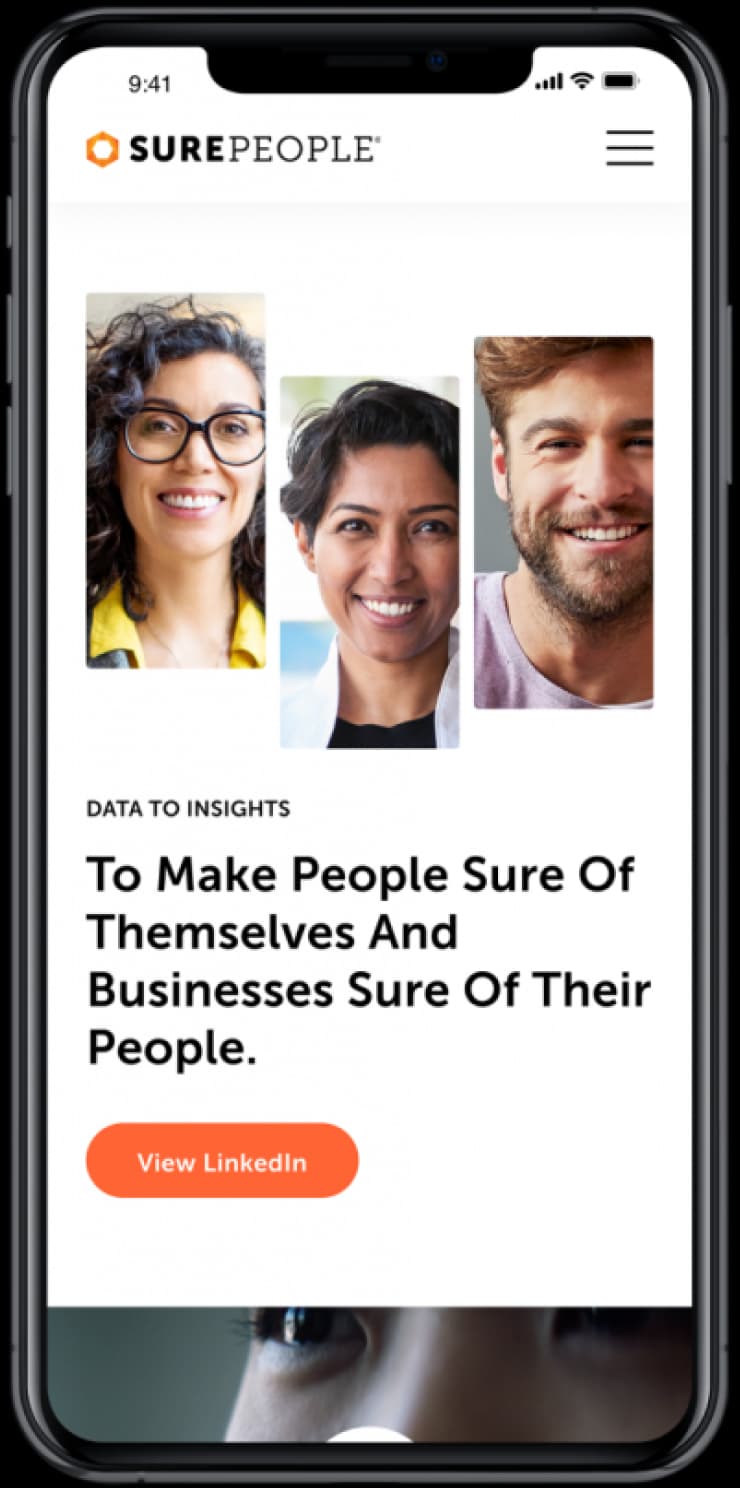 9:41
SUREPEOPLE®
DATA TO INSIGHTS
To Make People Sure Of
Themselves And
Businesses Sure Of Their
People.
View LinkedIn